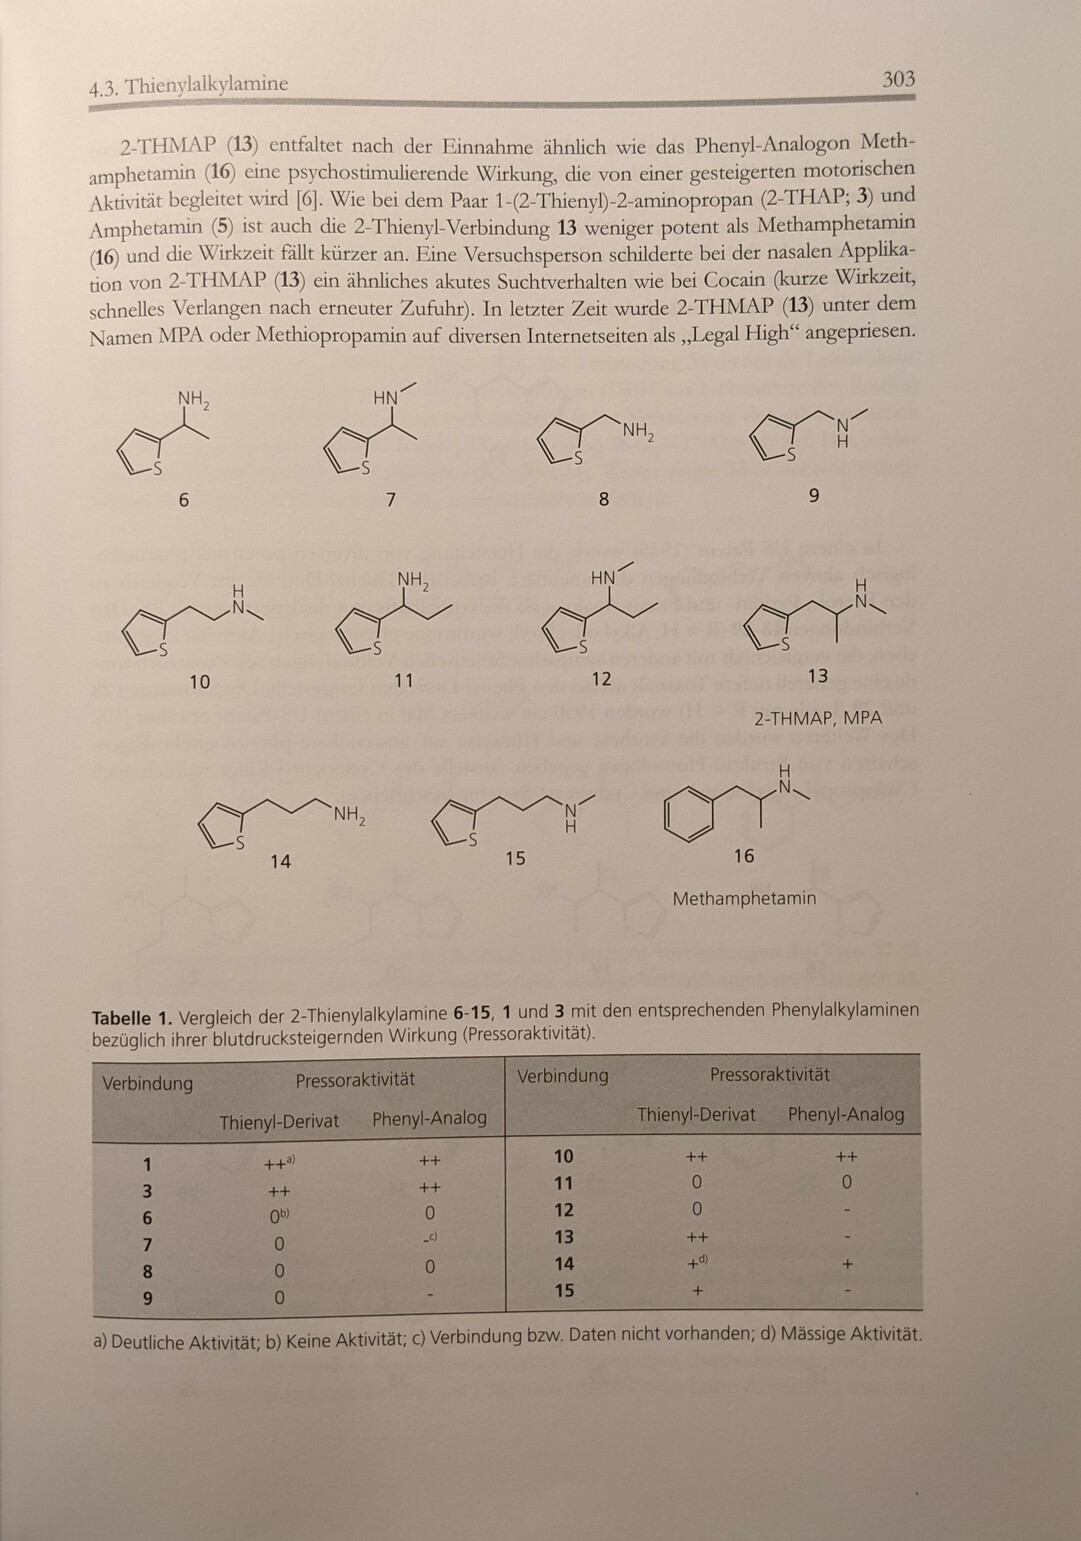 4.3. Thienylalkylamine 303
2-THMAP (13) entfaltet nach der Einnahme ähnlich wie das Phenyl-Analogon Meth-
amphetamin (16) eine psychostimulierende Wirkung, die von einer gesteigerten motorischen
Aktivität begleitet wird [6]. Wie bei dem Paar 1-(2-Thienyl)-2-aminopropan (2-THAP; 3) und
Amphetamin (5) ist auch die 2-Thienyl-Verbindung 13 weniger potent als Methamphetamin
(16) und die Wirkzeit fällt kürzer an. Eine Versuchsperson schilderte bei der nasalen Applika-
tion von 2-THMAP (13) ein ähnliches akutes Suchtverhalten wie bei Cocain (kurze Wirkzeit,
schnelles Verlangen nach erneuter Zufuhr). In letzter Zeit wurde 2-THMAP (13) unter dem
Namen MPA oder Methiopropamin auf diversen Internetseiten als „Legal High“ angepriesen.
NH2 HN NH2 N H
S S S S
6 7 8 9
H N NH2 HN H N
S S S S
10 11 12 13
2-THMAP, MPA
NH2 N H H N
S S
14 15 16
Methamphetamin
Tabelle 1. Vergleich der 2-Thienylalkylamine 6-15, 1 und 3 mit den entsprechenden Phenylalkylaminen
bezüglich ihrer blutdrucksteigernden Wirkung (Pressoraktivität).
Verbindung Pressoraktivität Verbindung Pressoraktivität
Thienyl-Derivat Phenyl-Analog Thienyl-Derivat Phenyl-Analog
1 ++a) ++ 10 ++ ++
3 ++ ++ 11 0 0
6 0b) 0 12 0 -
7 0 -c) 13 ++ -
8 0 0 14 +d) +
9 0 - 15 + -
a) Deutliche Aktivität; b) Keine Aktivität; c) Verbindung bzw. Daten nicht vorhanden; d) Mässige Aktivität.